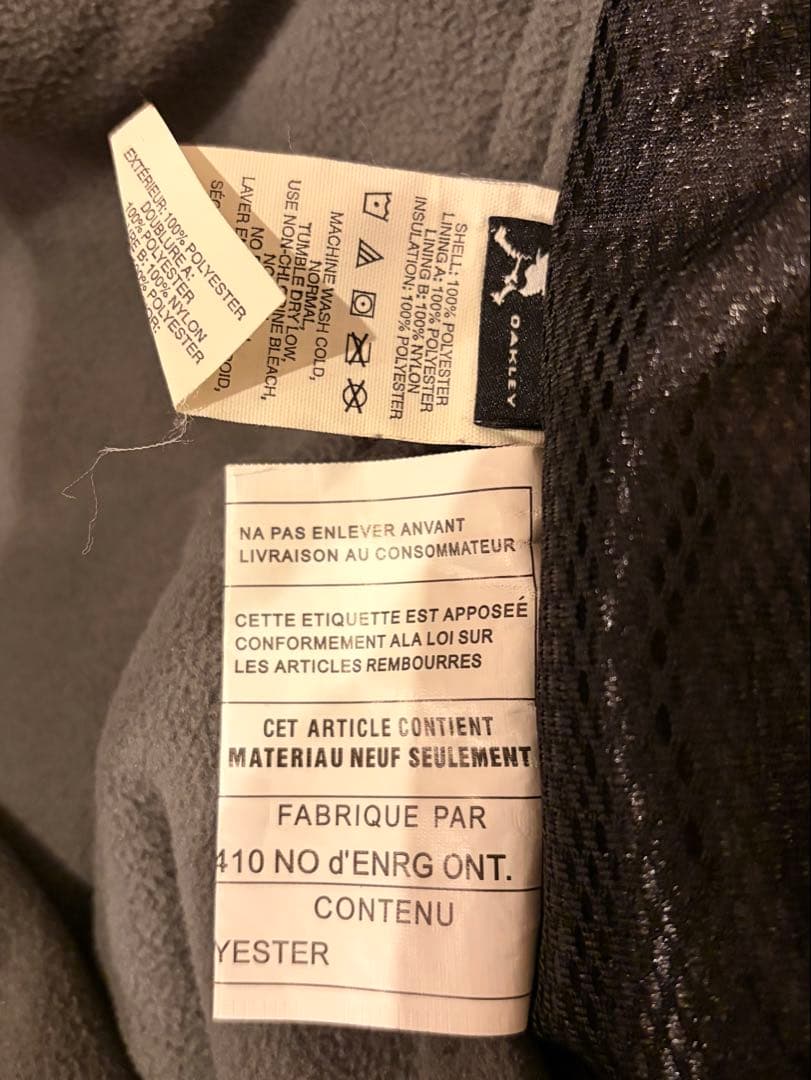 OAKLEY
SHELL: 100% POLYESTER
LINING A: 100% POLYESTER
LINING B: 100% NYLON
INSULATION: 100% POLYESTER
MACHINE WASH COLD,
NORMAL
TUMBLE DRY LOW,
USE NON-CHLORINE BLEACH,
NO
LAVER
EXTÉRIEUR: 100% POLYESTER
DOUBLURE A:
100% POLYESTER
B: 100% NYLON
POLYESTER
NA PAS ENLEVER ANVANT
LIVRAISON AU CONSOMMATEUR
CETTE ETIQUETTE EST APPOSEÉ
CONFORMEMENT ALA LOI SUR
LES ARTICLES REMBOURRES
CET ARTICLE CONTIENT
MATERIAU NEUF SEULEMENT
FABRIQUE PAR
410 NO d'ENRG ONT.
CONTENU
YESTER